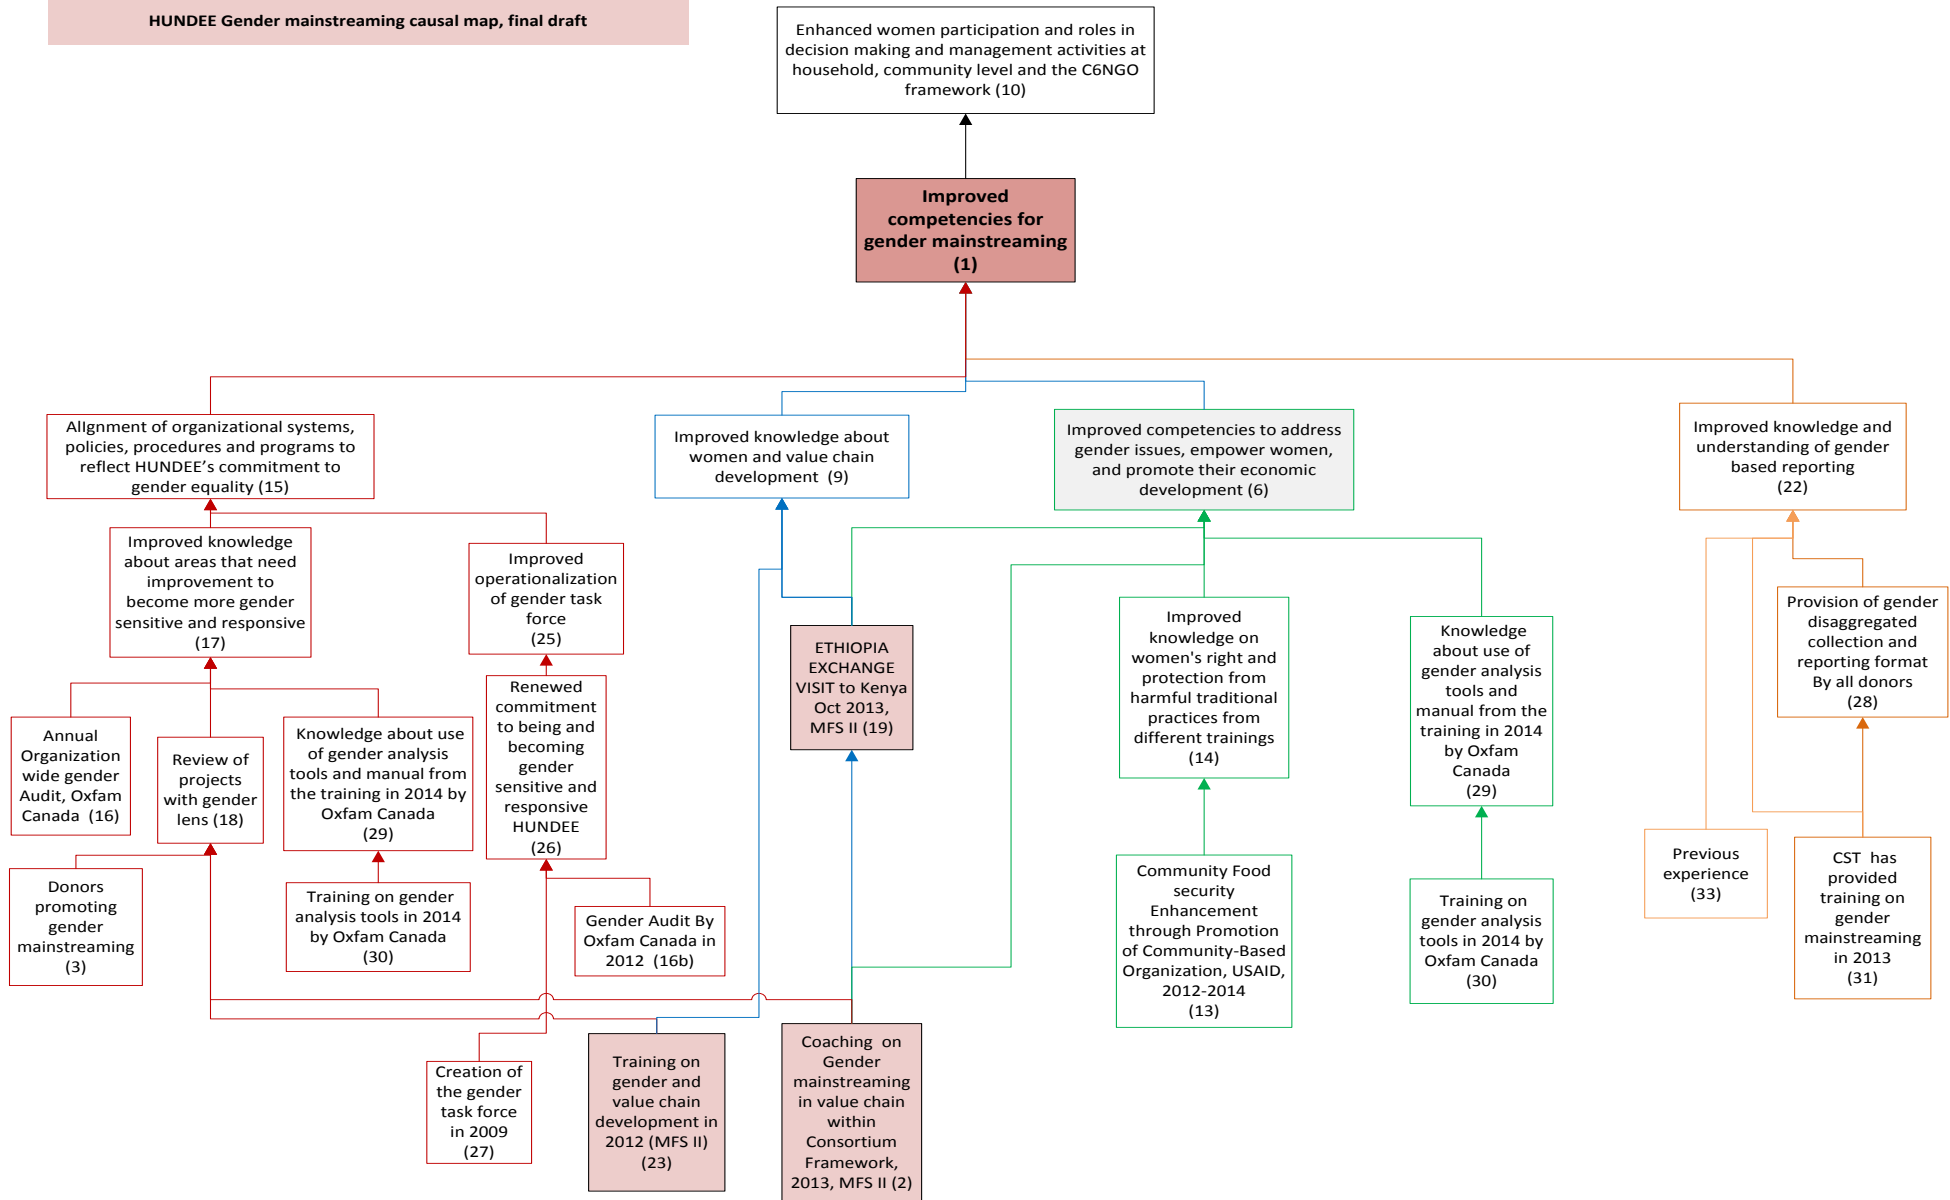 HUNDEE Gender mainstreaming causal map, final draft
Enhanced women participation and roles in
decision making and management activities at
household, community level and the C6NGO
framework (10)
Improved
competencies for
gender mainstreaming
(1)
Alignment of organizational systems,
policies, procedures and programs to
reflect HUNDEE’s commitment to
gender equality (15)
Improved knowledge about
women and value chain
development  (9)
Improved competencies to address
gender issues, empower women,
and promote their economic
development (6)
Improved knowledge and
understanding of gender
based reporting
(22)
Improved knowledge
about areas that need
improvement to
become more gender
sensitive and responsive
(17)
Improved
operationalization
of gender task
force
(25)
ETHIOPIA
EXCHANGE
VISIT to Kenya
Oct 2013,
MFS II (19)
Improved
knowledge on
women's right and
protection from
harmful traditional
practices from
different trainings
(14)
Knowledge
about use of
gender analysis
tools and
manual from the
training in 2014
by Oxfam
Canada
(29)
Provision of gender
disaggregated
collection and
reporting format
By all donors
(28)
Annual
Organization
wide gender
Audit, Oxfam
Canada  (16)
Review of
projects
with gender
lens (18)
Knowledge about use
of gender analysis
tools and manual from
the training in 2014 by
Oxfam Canada
(29)
Renewed
commitment
to being and
becoming
gender
sensitive and
responsive
HUNDEE
(26)
Donors
promoting
gender
mainstreaming
(3)
Training on gender
analysis tools in 2014
by Oxfam Canada
(30)
Gender Audit By
Oxfam Canada in
2012  (16b)
Community Food
security
Enhancement
through Promotion
of Community-Based
Organization, USAID,
2012-2014
(13)
Training on
gender analysis
tools in 2014 by
Oxfam Canada
(30)
Previous
experience
(33)
CST  has
provided
training on
gender
mainstreaming
in 2013
(31)
Creation of
the gender
task force
in 2009
(27)
Training on
gender and
value chain
development in
2012 (MFS II)
(23)
Coaching  on
Gender
mainstreaming
in value chain
within
Consortium
Framework,
2013, MFS II (2)